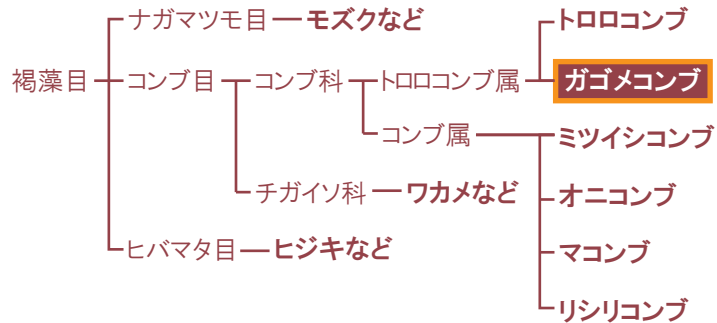 ナガマツモ目 モズクなど トロロコンブ
褐藻目 コンブ目 コンブ科 トロロコンブ属 ガゴメコンブ
コンブ属 ミツイシコンブ
チガイソ科 ワカメなど オニコンブ
ヒバマタ目 ヒジキなど マコンブ
リシリコンブ